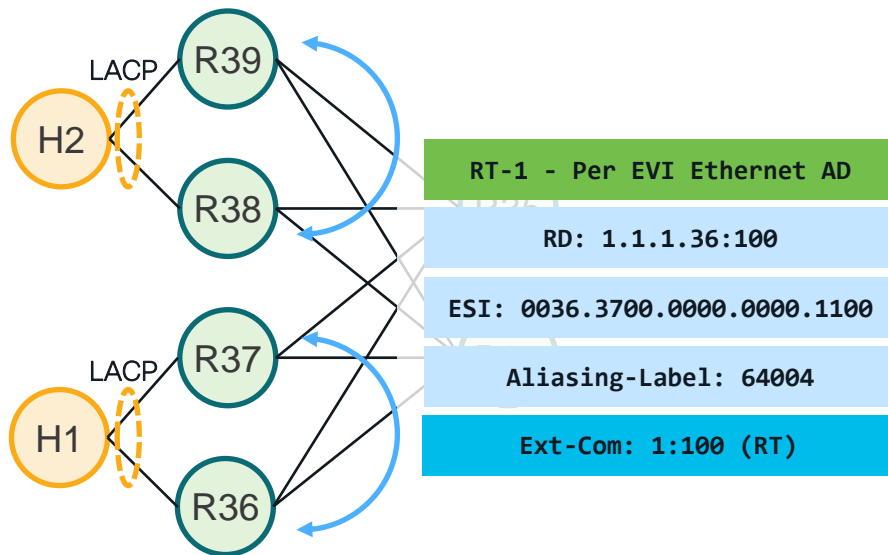 R39
LACP
H2
R38
RT-1 - Per EVI Ethernet AD
RD: 1.1.1.36:100
ESI: 0036.3700.0000.0000.1100
Aliasing-Label: 64004
Ext-Com: 1:100 (RT)
R37
LACP
H1
R36